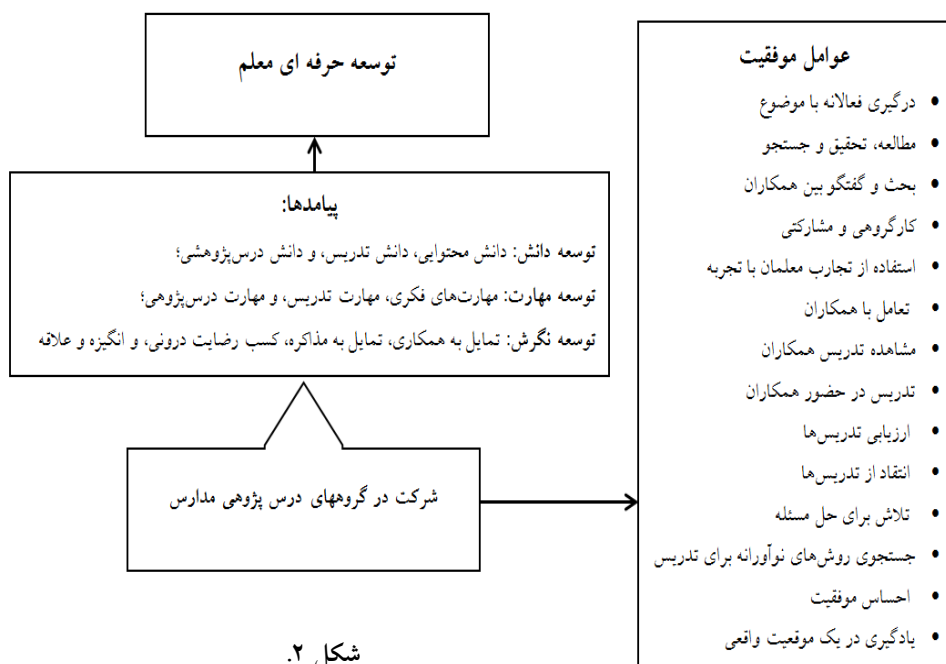 توسعه حرفه ای معلم
پیامدها:
توسعه دانش: دانش محتوایی، دانش تدریس، و دانش درس‌پژوهشی؛
توسعه مهارت: مهارت‌های فکری، مهارت تدریس، و مهارت درس‌پژوهی؛
توسعه نگرش: تمایل به همکاری، تمایل به مذاکره، کسب رضایت درونی، و انگیزه و علاقه
شرکت در گروههای درس پژوهی مدارس
عوامل موفقیت
• درگیری فعالانه با موضوع
• مطالعه، تحقیق و جستجو
• بحث و گفتگو بین همکاران
• کارگروهی و مشارکتی
• استفاده از تجارب معلمان با تجربه
• تعامل با همکاران
• مشاهده تدریس همکاران
• تدریس در حضور همکاران
• ارزیابی تدریس‌ها
• انتقاد از تدریس‌ها
• تلاش برای حل مسئله
• جستجوی روش‌های نوآورانه برای تدریس
• احساس موفقیت
• یادگیری در یک موقعیت واقعی
شکل ۲.